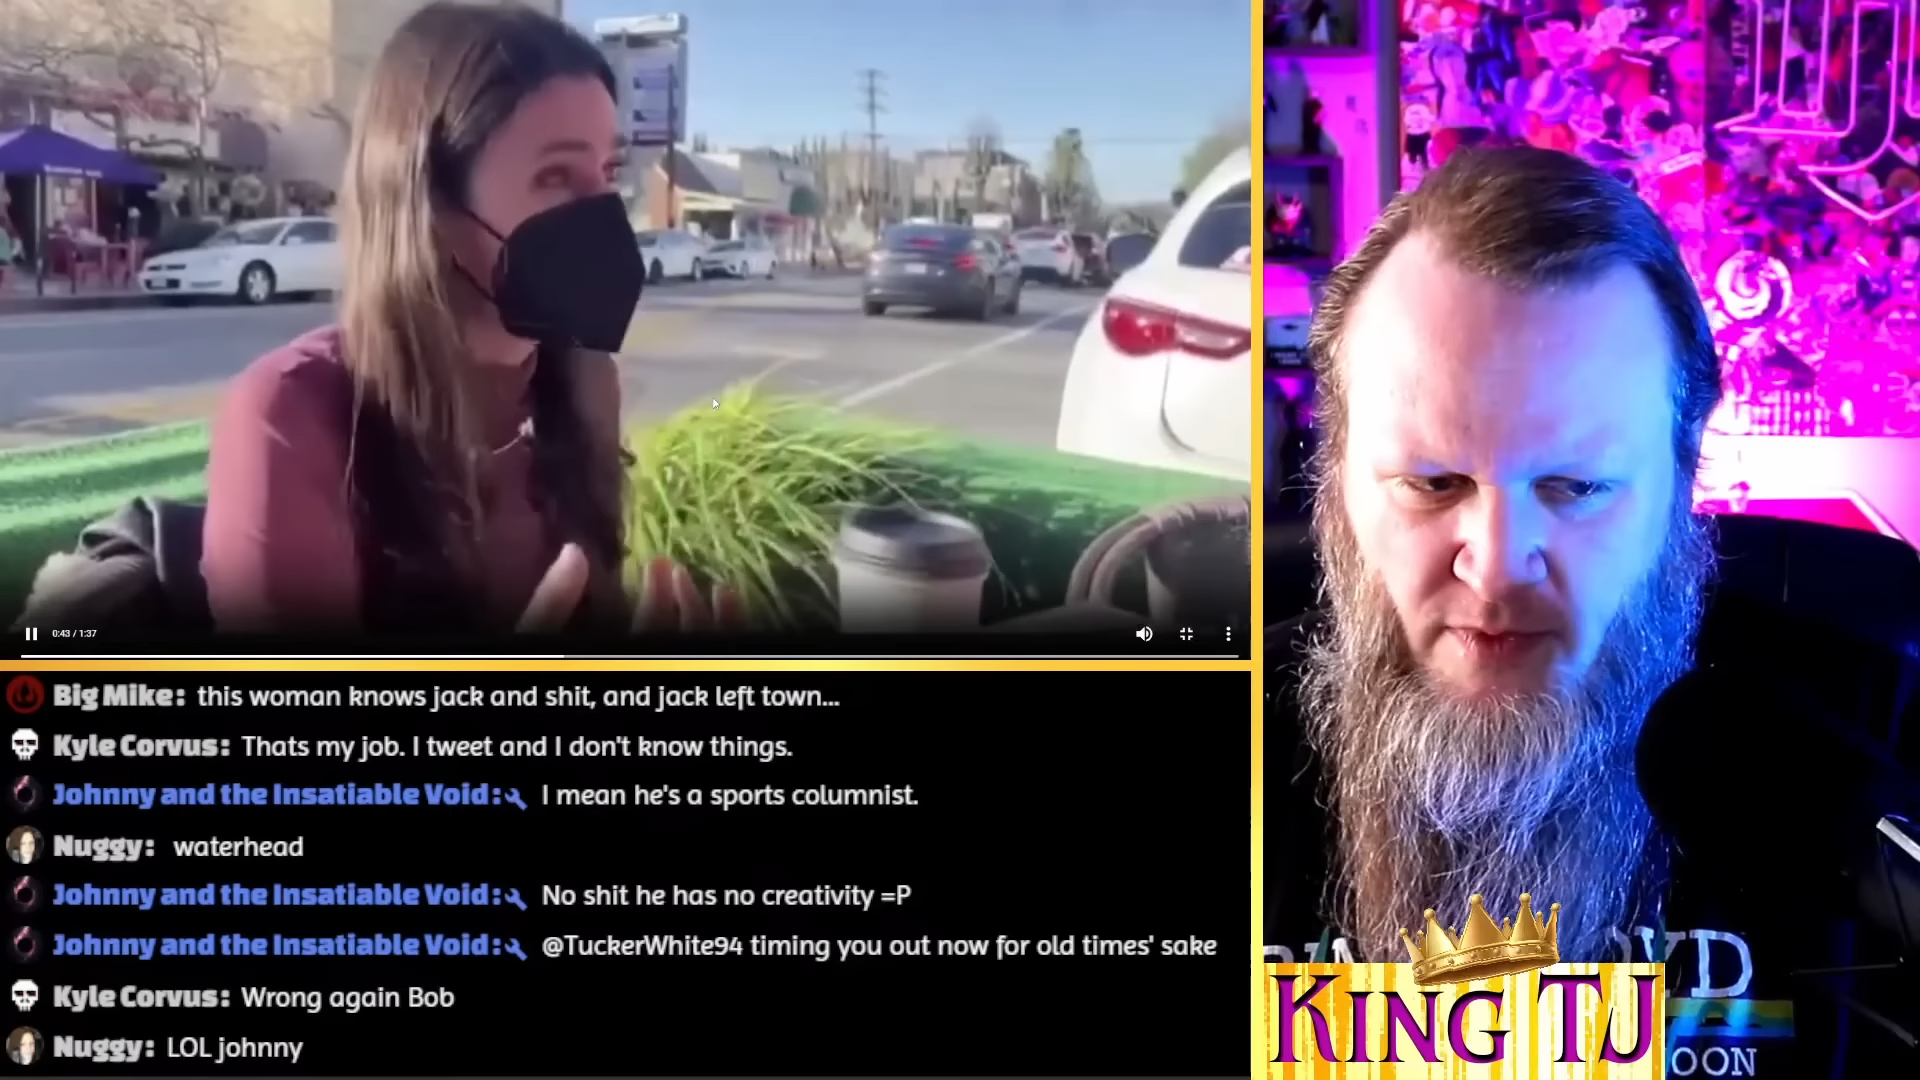 0:43 / 1:37
Big Mike: this woman knows jack and shit, and jack left town...
Kyle Corvus: Thats my job. I tweet and I don't know things.
Johnny and the Insatiable Void: I mean he's a sports columnist.
Nuggy: waterhead
Johnny and the Insatiable Void: No shit he has no creativity =P
Johnny and the Insatiable Void: @TuckerWhite94 timing you out now for old times' sake
Kyle Corvus: Wrong again Bob
Nuggy: LOL johnny
YD
KING TJ
OON